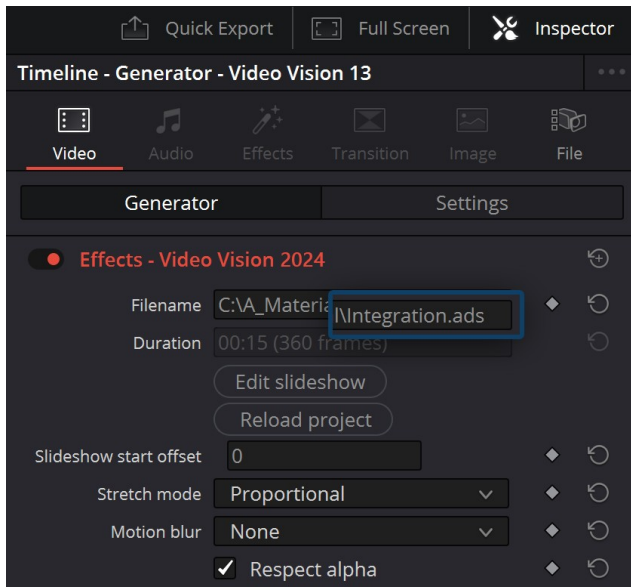 Quick Export Full Screen Inspector
Timeline - Generator - Video Vision 13
Video Audio Effects Transition Image File
Generator Settings
Effects - Video Vision 2024
Filename C:\A_Materia
l\Integration.ads
Duration 00:15 (360 frames)
Edit slideshow
Reload project
Slideshow start offset 0
Stretch mode Proportional
Motion blur None
Respect alpha